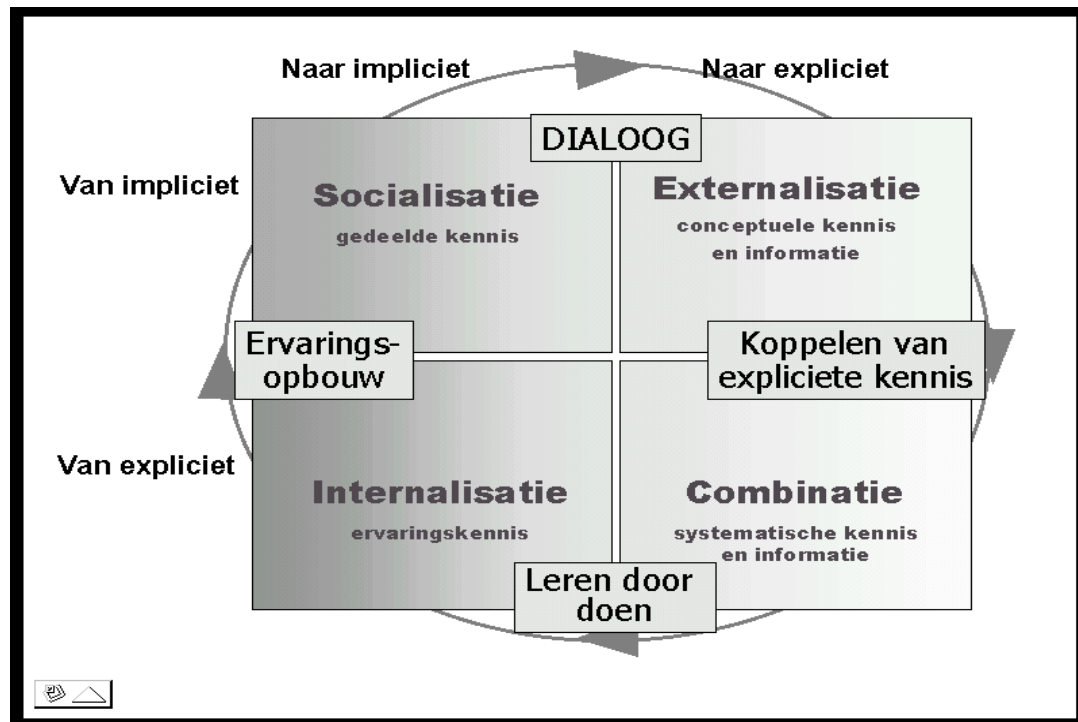 Naar impliciet
Naar expliciet
DIALOOG
Van impliciet
Socialisatie
gedeelde kennis
Externalisatie
conceptuele kennis
en informatie
Ervarings-
opbouw
Koppelen van
expliciete kennis
Van expliciet
Internalisatie
ervaringskennis
Combinatie
systematische kennis
en informatie
Leren door
doen